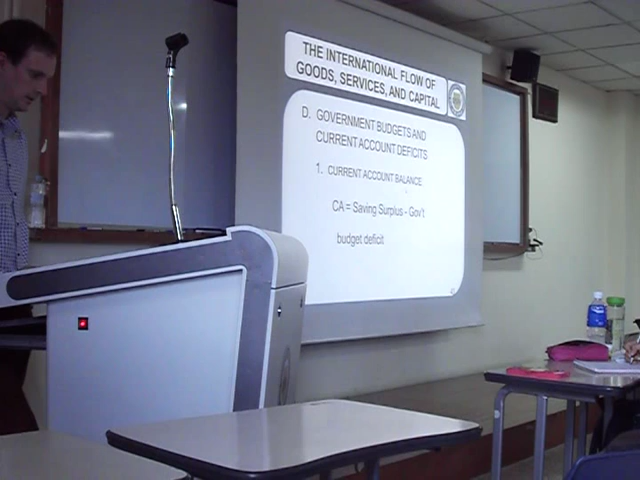 THE INTERNATIONAL FLOW OF
GOODS, SERVICES, AND CAPITAL
D. GOVERNMENT BUDGETS AND
CURRENT ACCOUNT DEFICITS
1. CURRENT ACCOUNT BALANCE
CA = Saving Surplus - Gov't
budget deficit